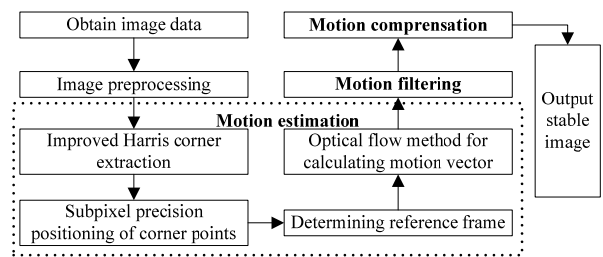 Obtain image data
Image preprocessing
Motion estimation
Improved Harris corner
extraction
Subpixel precision
positioning of corner points
Determining reference frame
Optical flow method for
calculating motion vector
Motion filtering
Motion comprensation
Output
stable
image